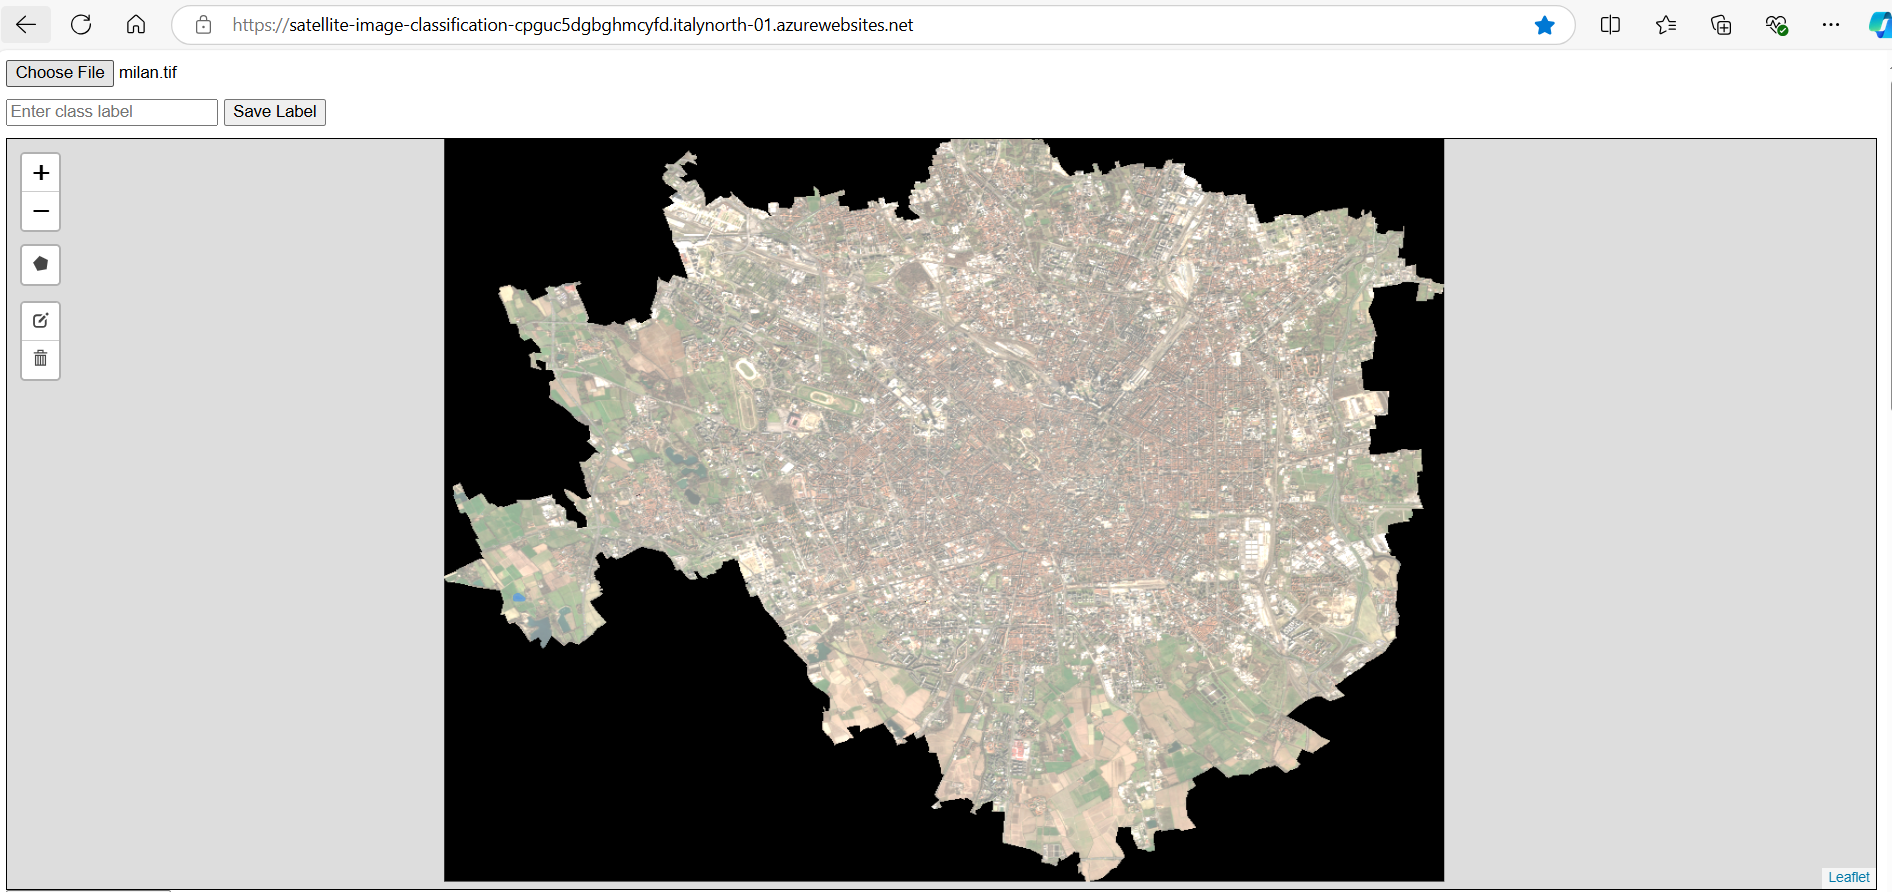 https://satellite-image-classification-cpguc5dgbghmcyfd.italynorth-01.azurewebsites.net
Choose File milan.tif
Enter class label Save Label
+
−
Leaflet